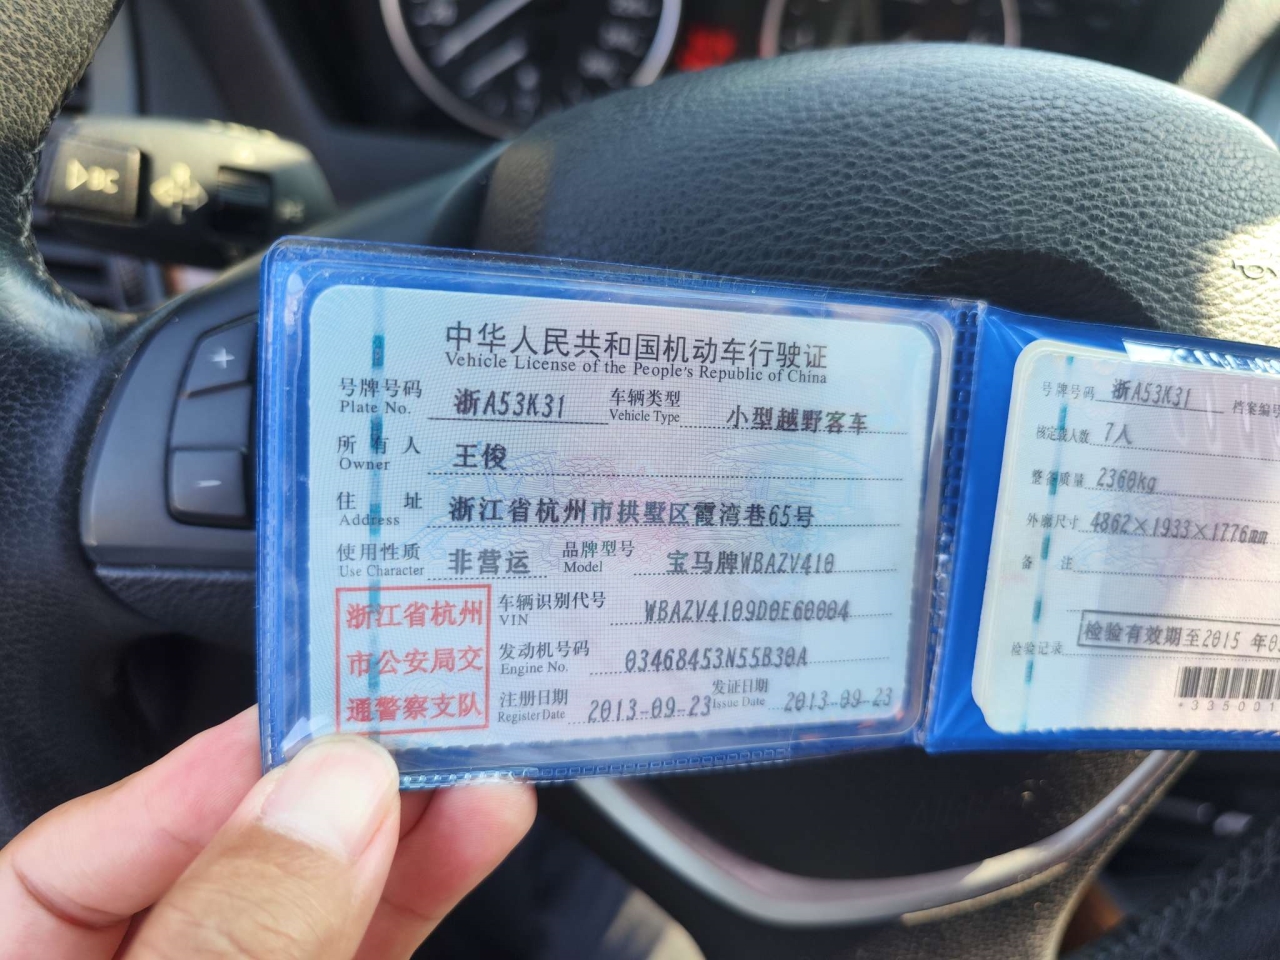 中华人民共和国机动车行驶证
Vehicle License of the People's Republic of China
号牌号码 浙A53K31 车辆类型 小型越野客车
Plate No. Vehicle Type
所有人 王俊
Owner
住址 浙江省杭州市拱墅区霞湾巷65号
Address
使用性质 非营运 品牌型号 宝马牌WBAZV410
Use Character Model
浙江省杭州
市公安局交
通警察支队
车辆识别代号 WBAZV4109D0E60004
VIN
发动机号码 03468453N55B30A
Engine No.
注册日期 2013-09-23 发证日期 2013-09-23
Register Date Issue Date
号牌号码 浙A53K31 档案编号
核定载人数 7人
整备质量 2360kg
外廓尺寸 4862×1933×1776mm
备注
检验记录 检验有效期至2015 年
BC
+
−